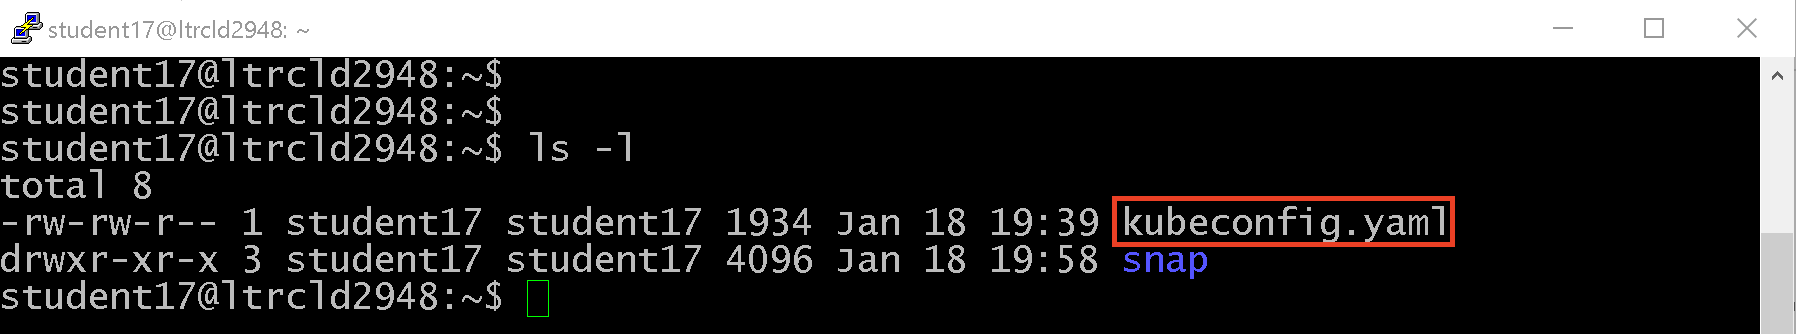 student17@ltrcld2948: ~
student17@ltrcld2948:~$
student17@ltrcld2948:~$
student17@ltrcld2948:~$ ls -l
total 8
-rw-rw-r-- 1 student17 student17 1934 Jan 18 19:39 kubeconfig.yaml
drwxr-xr-x 3 student17 student17 4096 Jan 18 19:58 snap
student17@ltrcld2948:~$